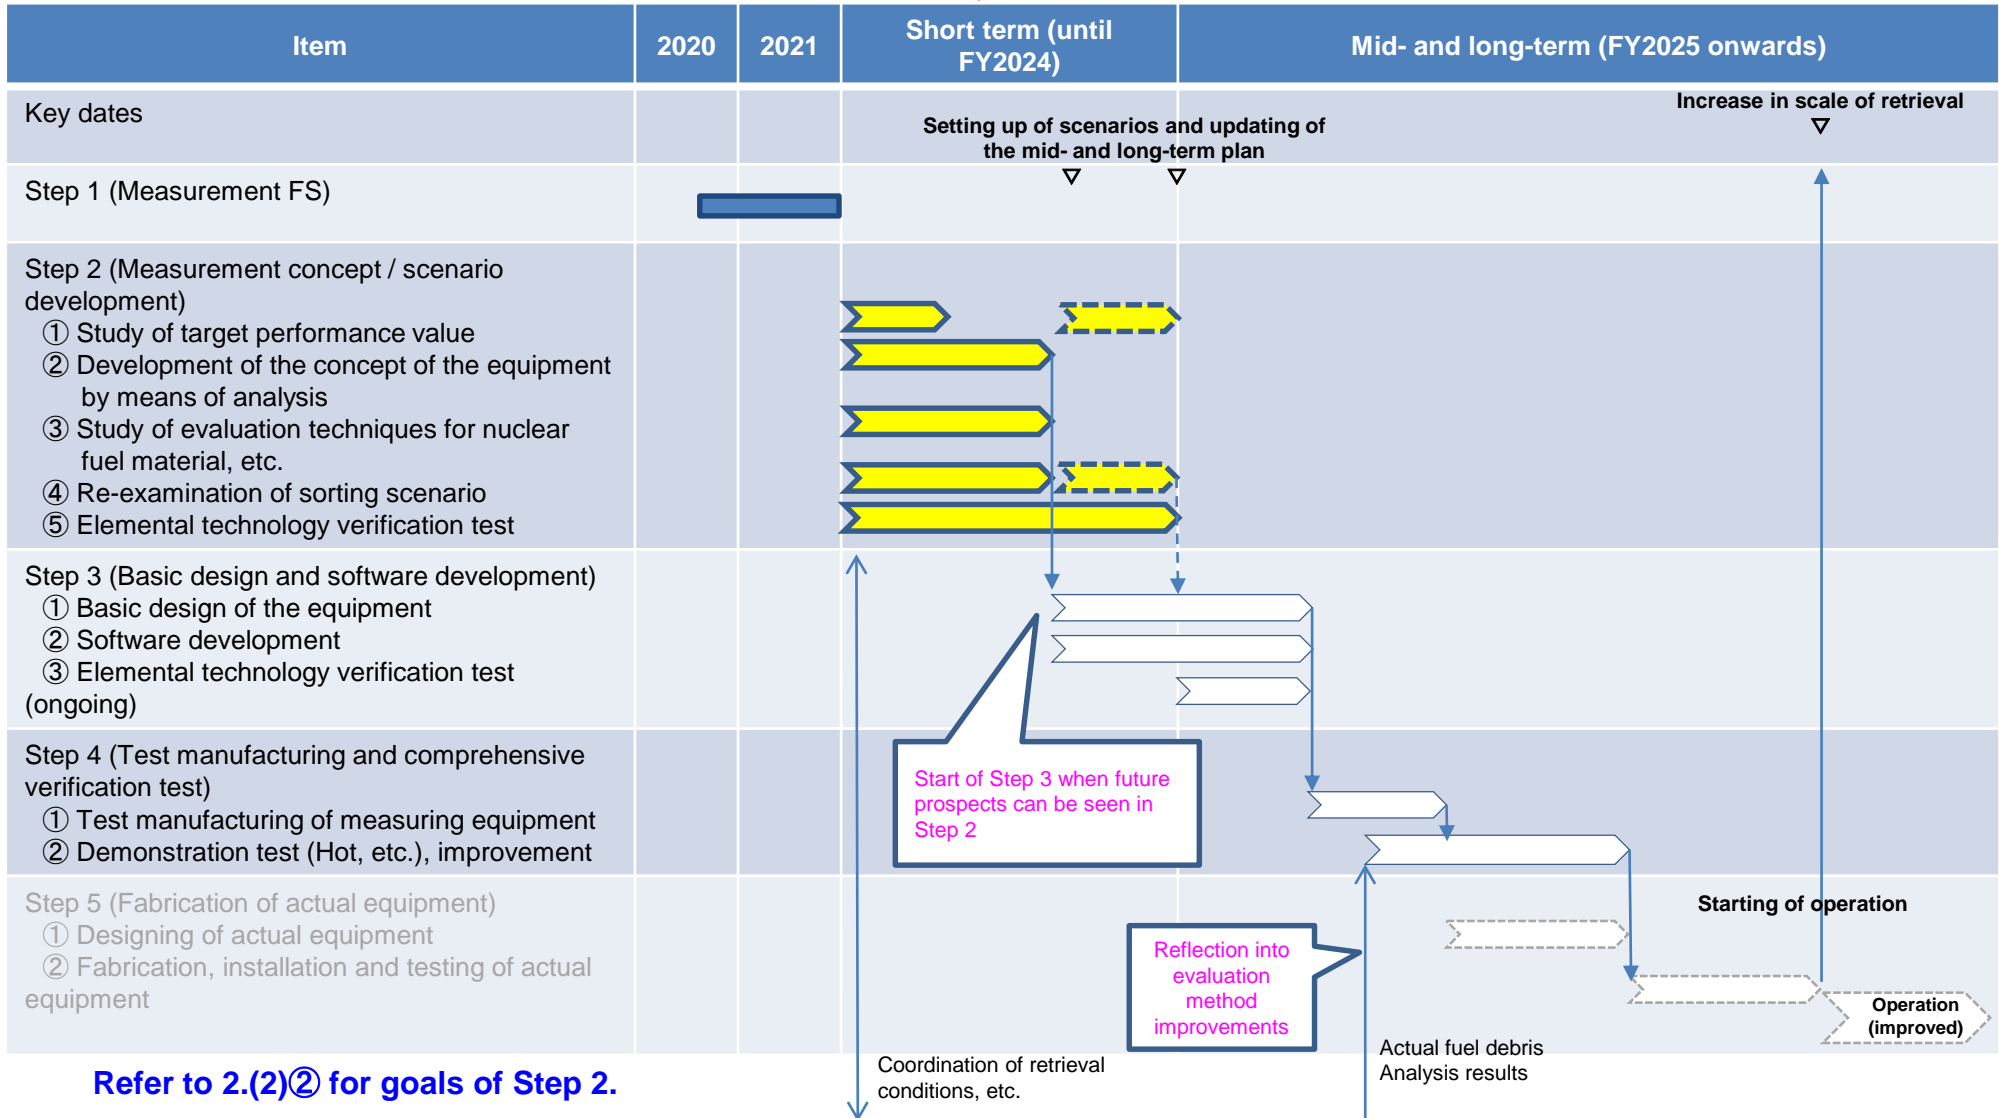 Item
2020
2021
Short term (until
FY2024)
Mid- and long-term (FY2025 onwards)
Key dates
Setting up of scenarios and updating of
the mid- and long-term plan
▽ ▽
Increase in scale of retrieval
▽
Step 1 (Measurement FS)
Step 2 (Measurement concept / scenario
development)
① Study of target performance value
② Development of the concept of the equipment
by means of analysis
③ Study of evaluation techniques for nuclear
fuel material, etc.
④ Re-examination of sorting scenario
⑤ Elemental technology verification test
Step 3 (Basic design and software development)
① Basic design of the equipment
② Software development
③ Elemental technology verification test
(ongoing)
Start of Step 3 when future
prospects can be seen in
Step 2
Step 4 (Test manufacturing and comprehensive
verification test)
① Test manufacturing of measuring equipment
② Demonstration test (Hot, etc.), improvement
Step 5 (Fabrication of actual equipment)
① Designing of actual equipment
② Fabrication, installation and testing of actual
equipment
Reflection into
evaluation
method
improvements
Starting of operation
Operation
(improved)
Refer to 2.(2)② for goals of Step 2.
Coordination of retrieval
conditions, etc.
Actual fuel debris
Analysis results